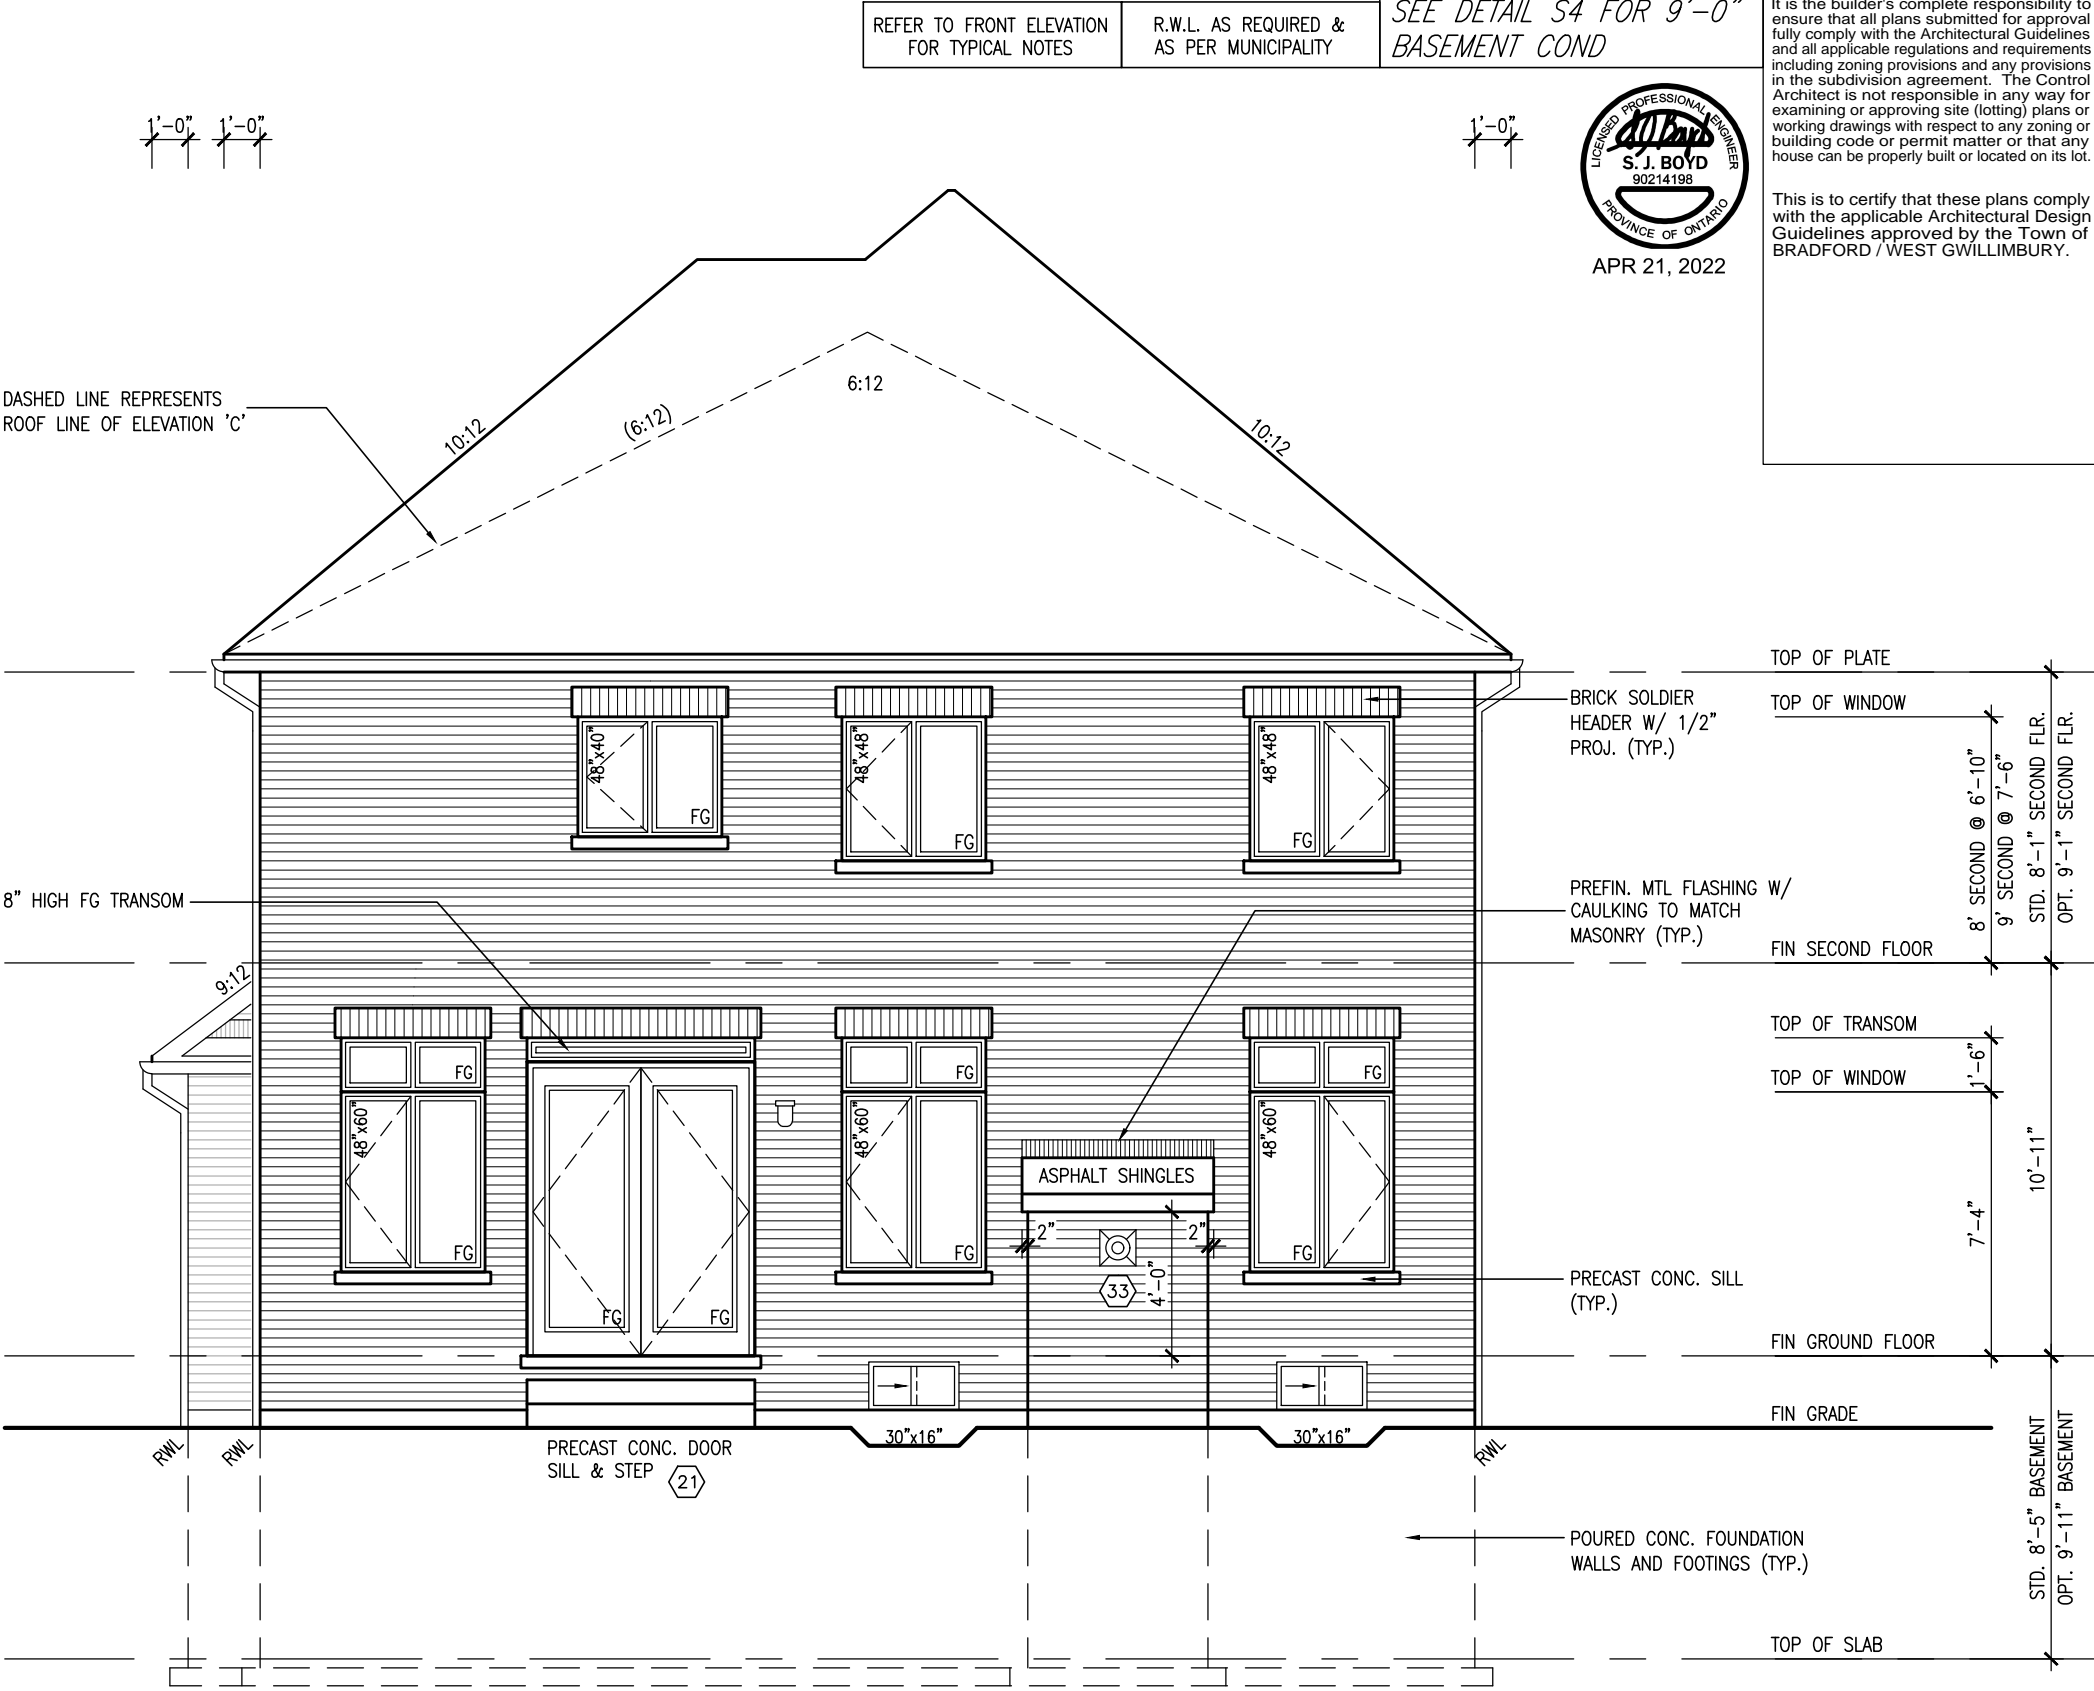 REFER TO FRONT ELEVATION
FOR TYPICAL NOTES
R.W.L. AS REQUIRED &
AS PER MUNICIPALITY
SEE DETAIL S4 FOR 9'-0"
BASEMENT COND
It is the builder's complete responsibility to
ensure that all plans submitted for approval
fully comply with the Architectural Guidelines
and all applicable regulations and requirements
including zoning provisions and any provisions
in the subdivision agreement. The Control
Architect is not responsible in any way for
examining or approving site (lotting) plans or
working drawings with respect to any zoning or
building code or permit matter or that any
house can be properly built or located on its lot.
This is to certify that these plans comply
with the applicable Architectural Design
Guidelines approved by the Town of
BRADFORD / WEST GWILLIMBURY.
LICENSED PROFESSIONAL ENGINEER
S. J. BOYD
90214198
PROVINCE OF ONTARIO
APR 21, 2022
1'-0"
1'-0"
1'-0"
DASHED LINE REPRESENTS
ROOF LINE OF ELEVATION 'C'
10:12
(6:12)
6:12
10:12
TOP OF PLATE
TOP OF WINDOW
BRICK SOLDIER
HEADER W/ 1/2"
PROJ. (TYP.)
48"x40"
FG
48"x48"
FG
48"x48"
FG
8' SECOND @ 6'-10"
9' SECOND @ 7'-6"
STD. 8'-1" SECOND FLR.
OPT. 9'-1" SECOND FLR.
8" HIGH FG TRANSOM
PREFIN. MTL FLASHING W/
CAULKING TO MATCH
MASONRY (TYP.)
FIN SECOND FLOOR
9:12
TOP OF TRANSOM
1'-6"
TOP OF WINDOW
FG
FG
FG
48"x60"
FG
FG
FG
48"x60"
FG
48"x60"
FG
ASPHALT SHINGLES
2"
2"
33
4'-0"
7'-4"
10'-11"
PRECAST CONC. SILL
(TYP.)
FIN GROUND FLOOR
FIN GRADE
30"x16"
30"x16"
RWL
RWL
RWL
PRECAST CONC. DOOR
SILL & STEP
21
POURED CONC. FOUNDATION
WALLS AND FOOTINGS (TYP.)
STD. 8'-5" BASEMENT
OPT. 9'-11" BASEMENT
TOP OF SLAB